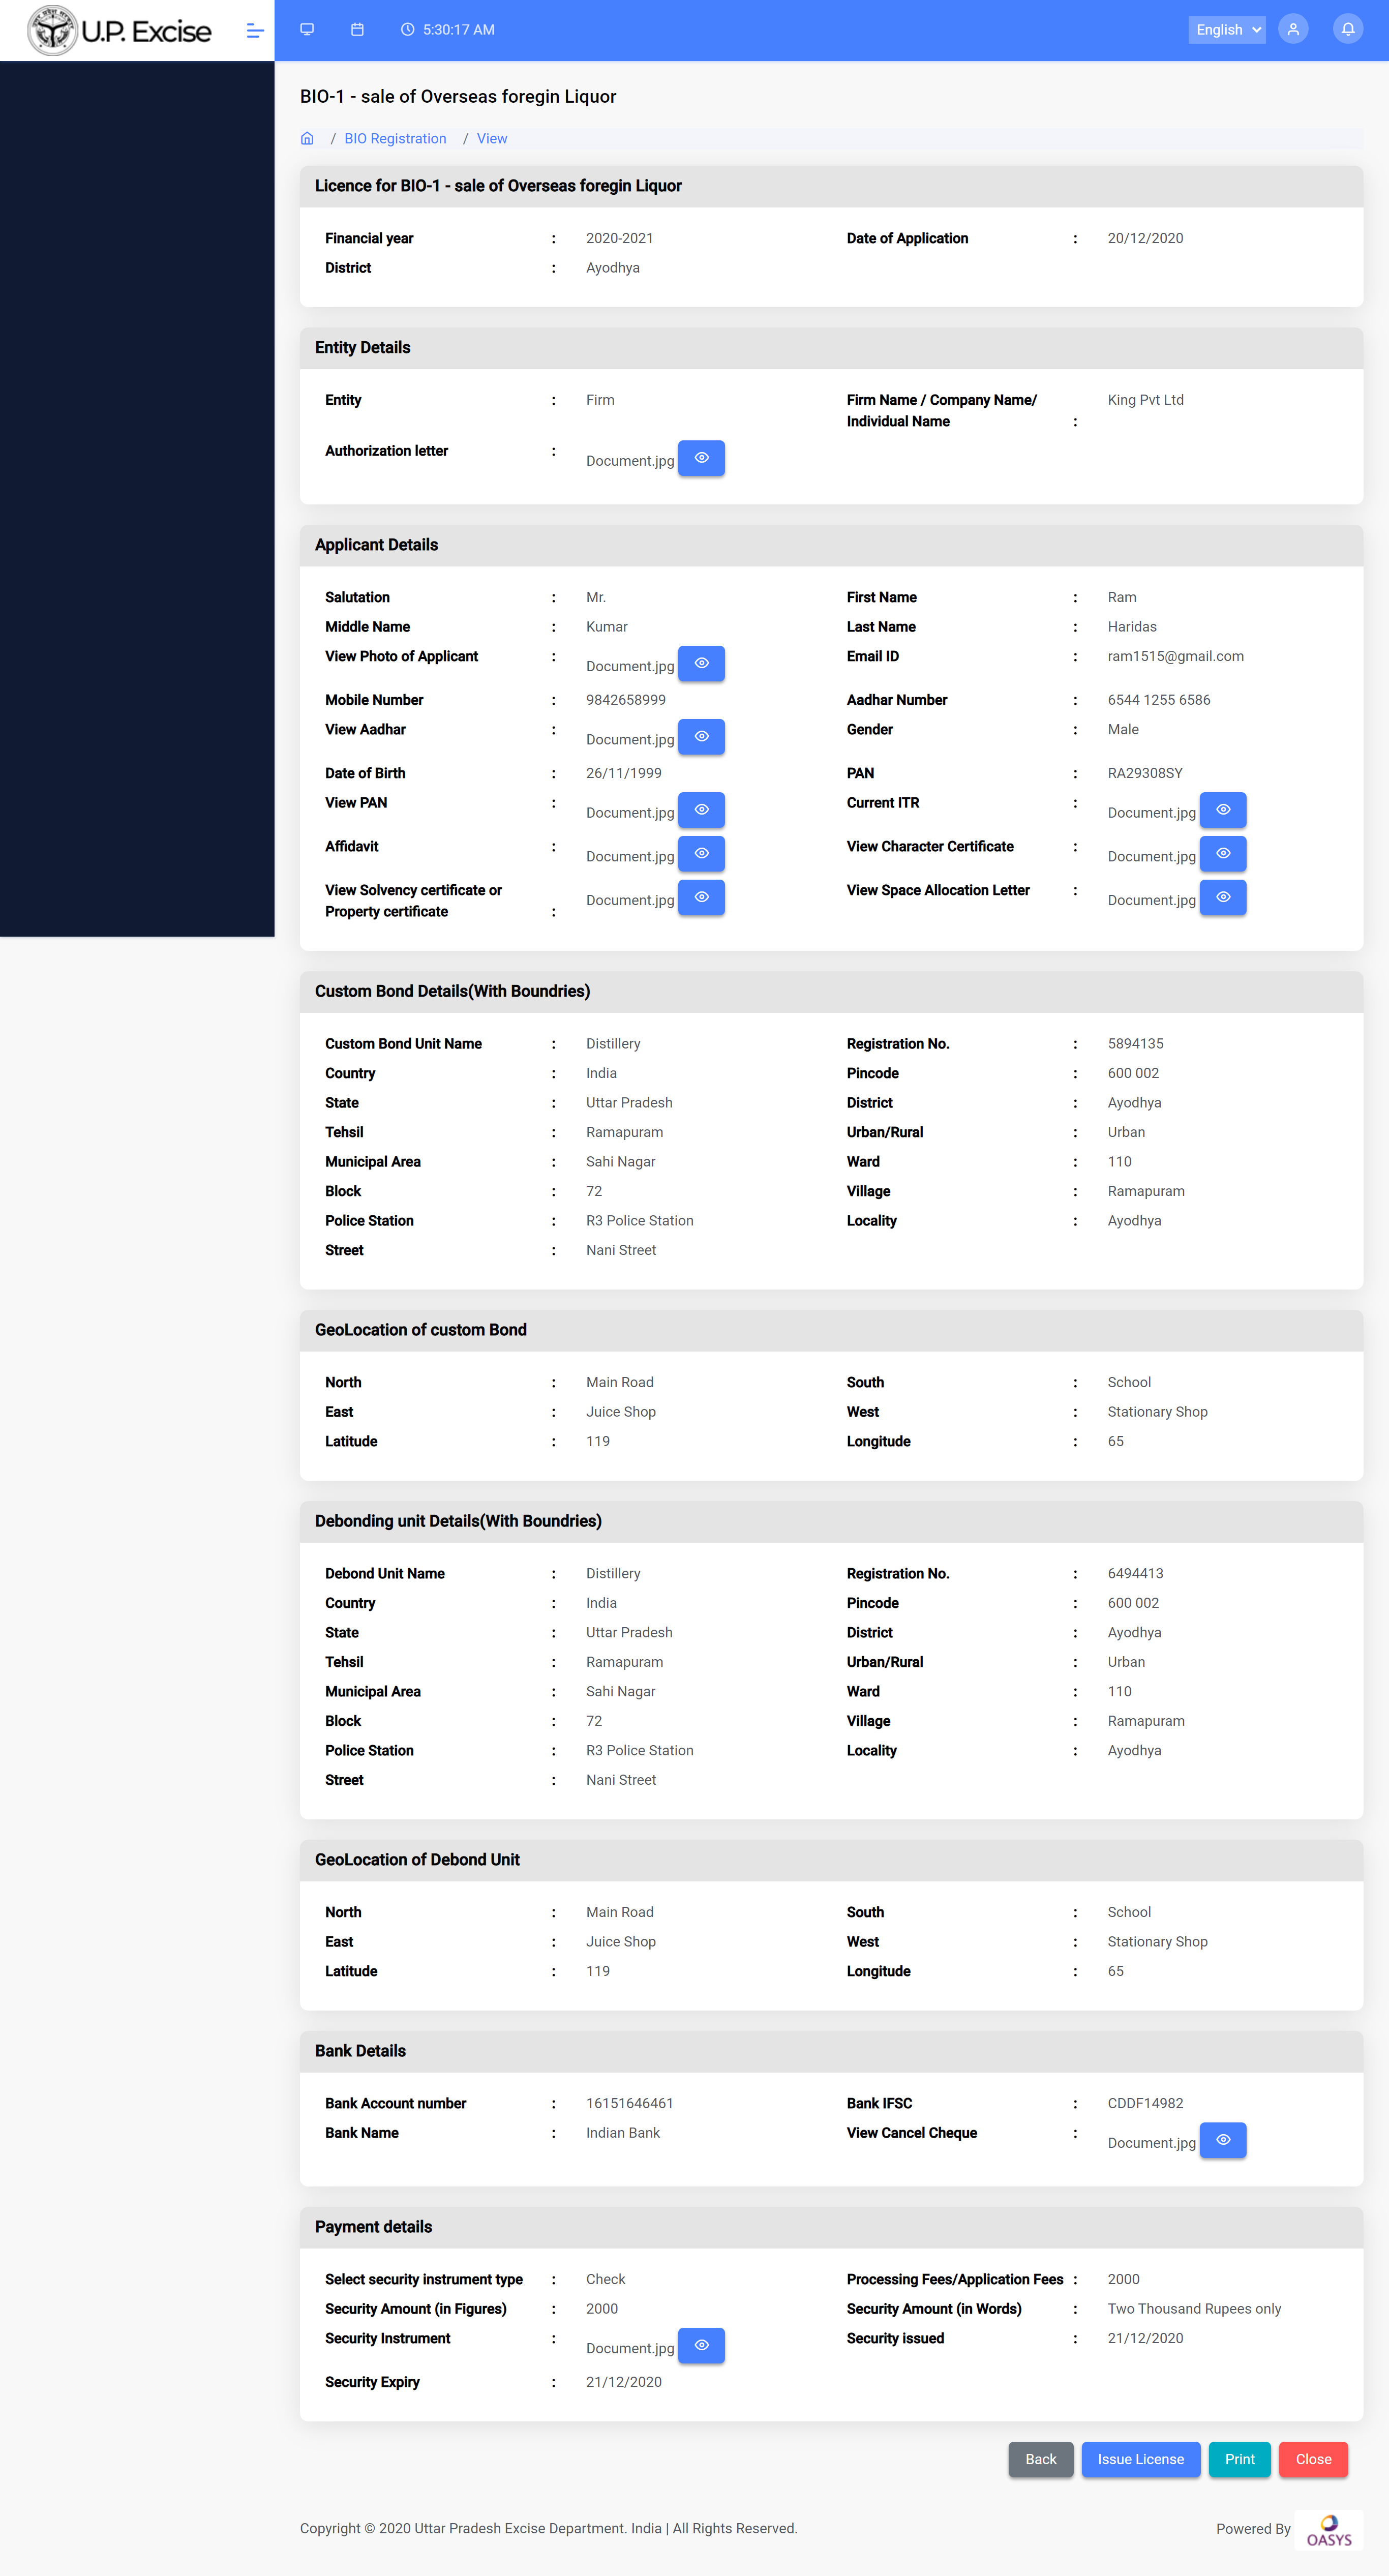 U.P. Excise
5:30:17 AM
English
BIO-1 - sale of Overseas foregin Liquor
/ BIO Registration / View
Licence for BIO-1 - sale of Overseas foregin Liquor
Financial year : 2020-2021 Date of Application : 20/12/2020
District : Ayodhya
Entity Details
Entity : Firm Firm Name / Company Name/ King Pvt Ltd
Individual Name :
Authorization letter : Document.jpg
Applicant Details
Salutation : Mr. First Name : Ram
Middle Name : Kumar Last Name : Haridas
View Photo of Applicant : Document.jpg Email ID : ram1515@gmail.com
Mobile Number : 9842658999 Aadhar Number : 6544 1255 6586
View Aadhar : Document.jpg Gender : Male
Date of Birth : 26/11/1999 PAN : RA29308SY
View PAN : Document.jpg Current ITR : Document.jpg
Affidavit : Document.jpg View Character Certificate : Document.jpg
View Solvency certificate or Document.jpg View Space Allocation Letter : Document.jpg
Property certificate :
Custom Bond Details(With Boundries)
Custom Bond Unit Name : Distillery Registration No. : 5894135
Country : India Pincode : 600 002
State : Uttar Pradesh District : Ayodhya
Tehsil : Ramapuram Urban/Rural : Urban
Municipal Area : Sahi Nagar Ward : 110
Block : 72 Village : Ramapuram
Police Station : R3 Police Station Locality : Ayodhya
Street : Nani Street
GeoLocation of custom Bond
North : Main Road South : School
East : Juice Shop West : Stationary Shop
Latitude : 119 Longitude : 65
Debonding unit Details(With Boundries)
Debond Unit Name : Distillery Registration No. : 6494413
Country : India Pincode : 600 002
State : Uttar Pradesh District : Ayodhya
Tehsil : Ramapuram Urban/Rural : Urban
Municipal Area : Sahi Nagar Ward : 110
Block : 72 Village : Ramapuram
Police Station : R3 Police Station Locality : Ayodhya
Street : Nani Street
GeoLocation of Debond Unit
North : Main Road South : School
East : Juice Shop West : Stationary Shop
Latitude : 119 Longitude : 65
Bank Details
Bank Account number : 16151646461 Bank IFSC : CDDF14982
Bank Name : Indian Bank View Cancel Cheque : Document.jpg
Payment details
Select security instrument type : Check Processing Fees/Application Fees : 2000
Security Amount (in Figures) : 2000 Security Amount (in Words) : Two Thousand Rupees only
Security Instrument : Document.jpg Security issued : 21/12/2020
Security Expiry : 21/12/2020
Back Issue License Print Close
Copyright © 2020 Uttar Pradesh Excise Department. India | All Rights Reserved. Powered By OASYS